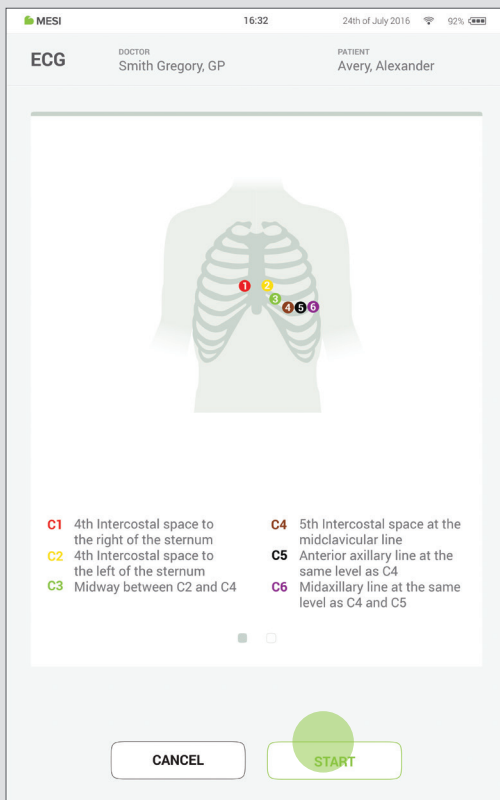 MESI 16:32 24th of July 2016 92%
ECG
DOCTOR
Smith Gregory, GP
PATIENT
Avery, Alexander
1 2
3
4 5 6
C1 4th Intercostal space to
the right of the sternum
C2 4th Intercostal space to
the left of the sternum
C3 Midway between C2 and C4
C4 5th Intercostal space at the
midclavicular line
C5 Anterior axillary line at the
same level as C4
C6 Midaxillary line at the same
level as C4 and C5
CANCEL START